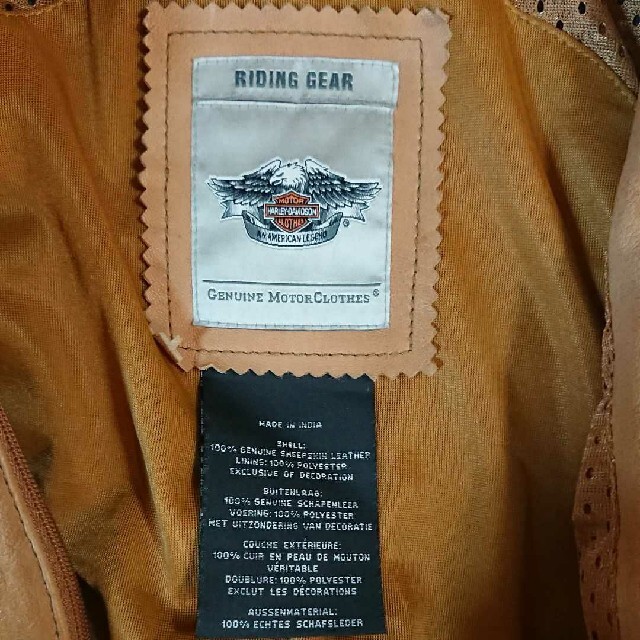 RIDING GEAR
MOTOR
HARLEY-DAVIDSON
CLOTHES
AN AMERICAN LEGEND
®
GENUINE MOTORCLOTHES®
MADE IN INDIA
SHELL:
100% GENUINE SHEEPSKIN LEATHER
LINING: 100% POLYESTER
EXCLUSIVE OF DECORATION
BUITENLAAG:
100% GENUINE SCHAPENLEER
VOERING: 100% POLYESTER
MET UITZONDERING VAN DECORATIE
COUCHE EXTÉRIEURE:
100% CUIR EN PEAU DE MOUTON
VÉRITABLE
DOUBLURE: 100% POLYESTER
EXCLUT LES DÉCORATIONS
AUSSENMATERIAL:
100% ECHTES SCHAFSLEDER